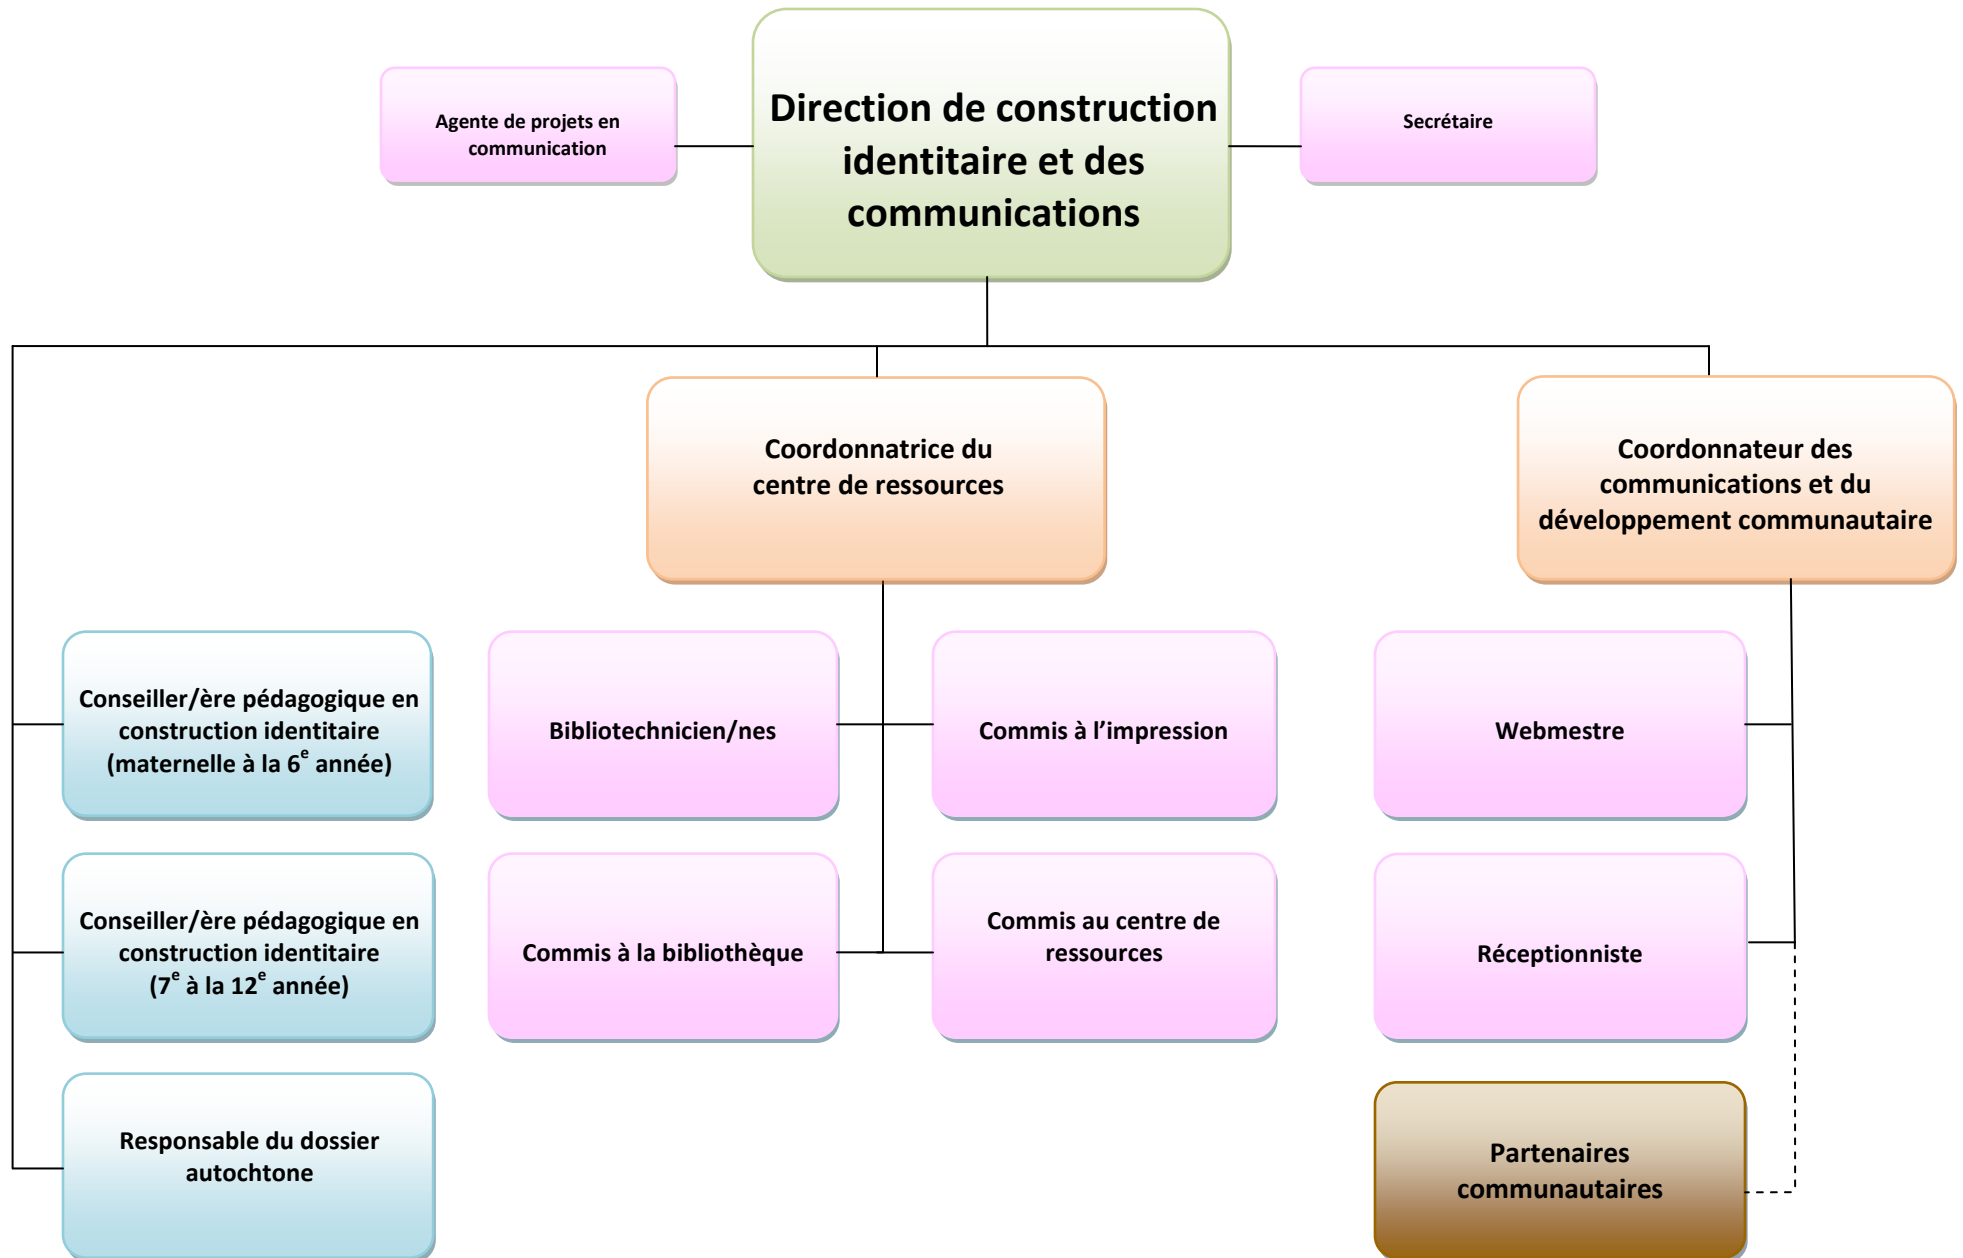 Agente de projets en
communication
Direction de construction
identitaire et des
communications
Secrétaire
Coordonnatrice du
centre de ressources
Coordonnateur des
communications et du
développement communautaire
Conseiller/ère pédagogique en
construction identitaire
(maternelle à la 6e année)
Bibliotechnicien/nes
Commis à l’impression
Webmestre
Conseiller/ère pédagogique en
construction identitaire
(7e à la 12e année)
Commis à la bibliothèque
Commis au centre de
ressources
Réceptionniste
Responsable du dossier
autochtone
Partenaires
communautaires